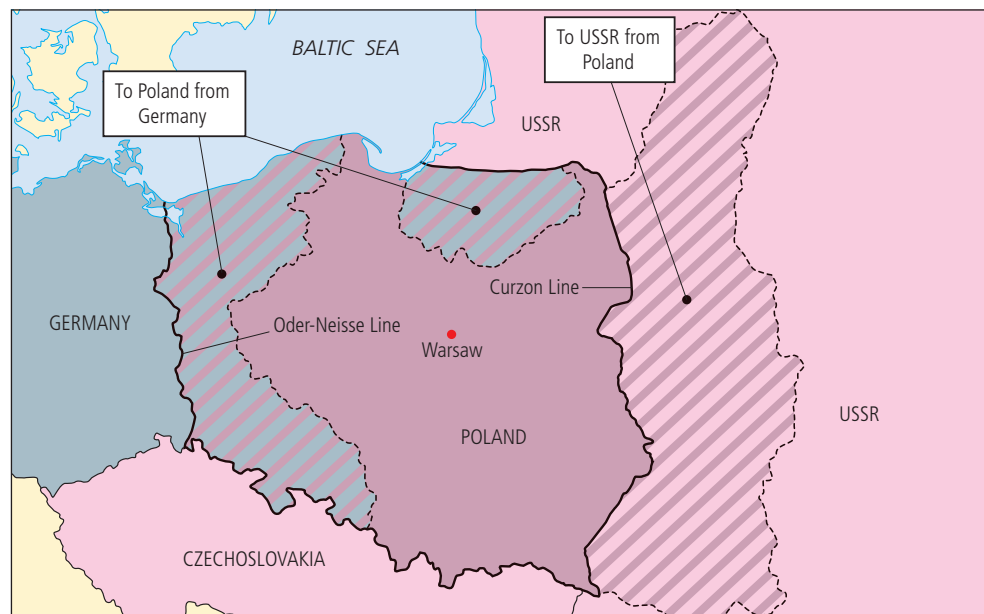 BALTIC SEA
To USSR from
Poland
To Poland from
Germany
USSR
Curzon Line
GERMANY
Oder-Neisse Line
Warsaw
POLAND
USSR
CZECHOSLOVAKIA